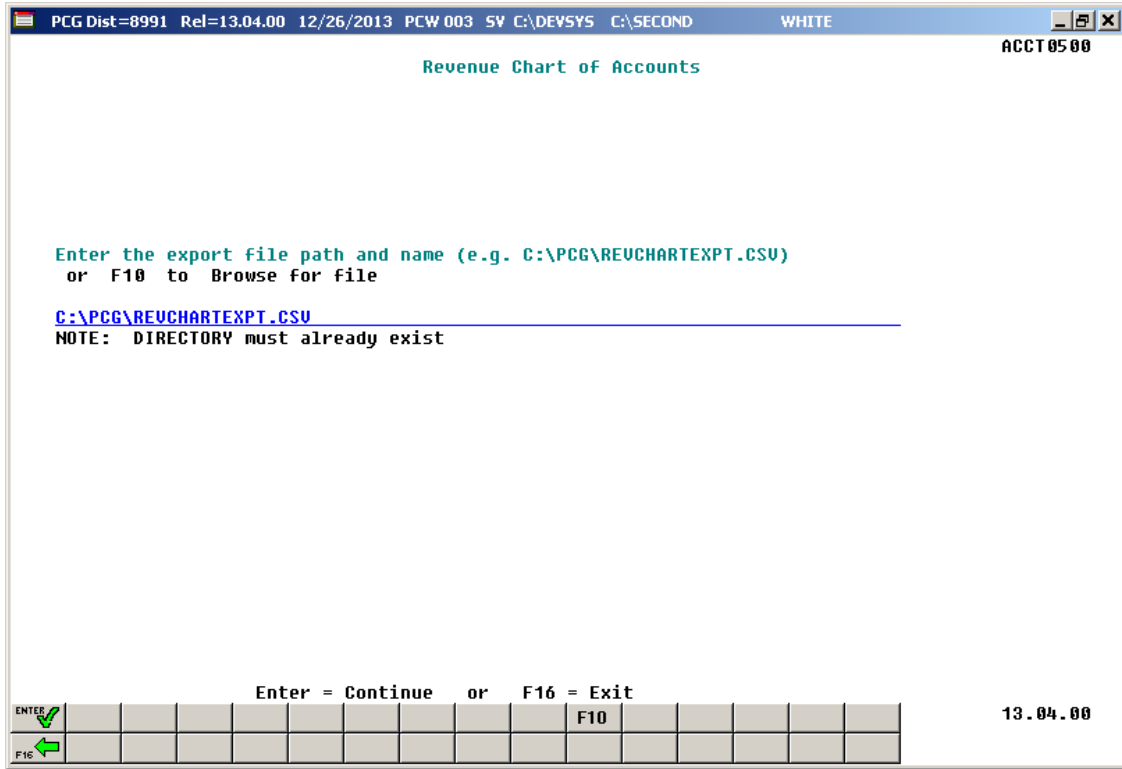 PCG Dist=8991 Rel=13.04.00 12/26/2013 PCW 003 SV C:\DEVSYS C:\SECOND WHITE
ACCT0500
Revenue Chart of Accounts
Enter the export file path and name (e.g. C:\PCG\REVCHARTEXPT.CSV)
or F10 to Browse for file
C:\PCG\REVCHARTEXPT.CSV
NOTE: DIRECTORY must already exist
Enter = Continue or F16 = Exit
ENTER F10
13.04.00
F16